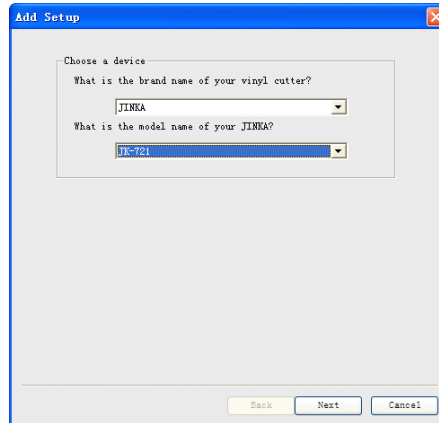 Add Setup
Choose a device
What is the brand name of your vinyl cutter?
JINKA
What is the model name of your JINKA?
JK-721
Back Next Cancel